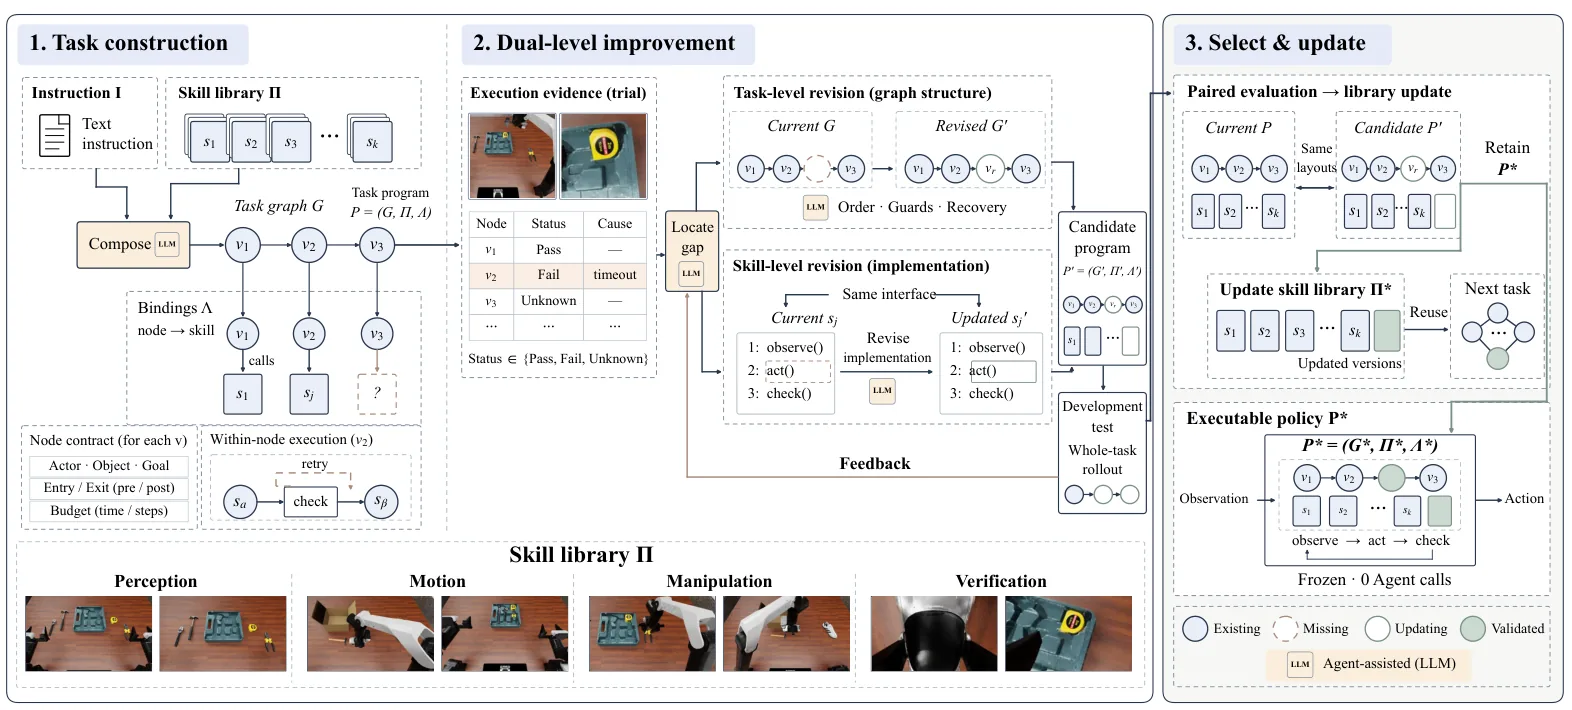 1. Task construction
Instruction I
Text
instruction
Skill library Π
s1 s2 s3 ··· sk
Compose LLM
Task graph G
Task program
P = (G, Π, Λ)
v1 v2 v3
Bindings Λ
node → skill
v1 v2 v3
calls
s1 sj ?
Node contract (for each v)
Actor · Object · Goal
Entry / Exit (pre / post)
Budget (time / steps)
Within-node execution (v2)
retry
sa check sβ
2. Dual-level improvement
Execution evidence (trial)
Node Status Cause
v1 Pass —
v2 Fail timeout
v3 Unknown —
··· ··· ···
Status ∈ {Pass, Fail, Unknown}
Locate
gap
LLM
Task-level revision (graph structure)
Current G
v1 v2 v3
Revised G′
v1 v2 vr v3
LLM Order · Guards · Recovery
Skill-level revision (implementation)
Same interface
Current sj
1: observe()
2: act()
3: check()
Revise
implementation
LLM
Updated sj′
1: observe()
2: act()
3: check()
Candidate
program
P′ = (G′, Π′, Λ′)
v1 v2 vr v3
s1 ···
Development
test
Whole-task
rollout
Feedback
Skill library Π
Perception
Motion
Manipulation
Verification
3. Select & update
Paired evaluation → library update
Current P
v1 v2 v3
s1 s2 ··· sk
Same
layouts
Candidate P′
v1 v2 vr v3
s1 s2 ··· sk
Retain
P*
Update skill library Π*
s1 s2 s3 ··· sk
Updated versions
Reuse
Next task
···
Executable policy P*
P* = (G*, Π*, Λ*)
Observation
v1 v2 v3
s1 s2 ··· sk
observe → act → check
Action
Frozen · 0 Agent calls
Existing Missing Updating Validated
LLM Agent-assisted (LLM)